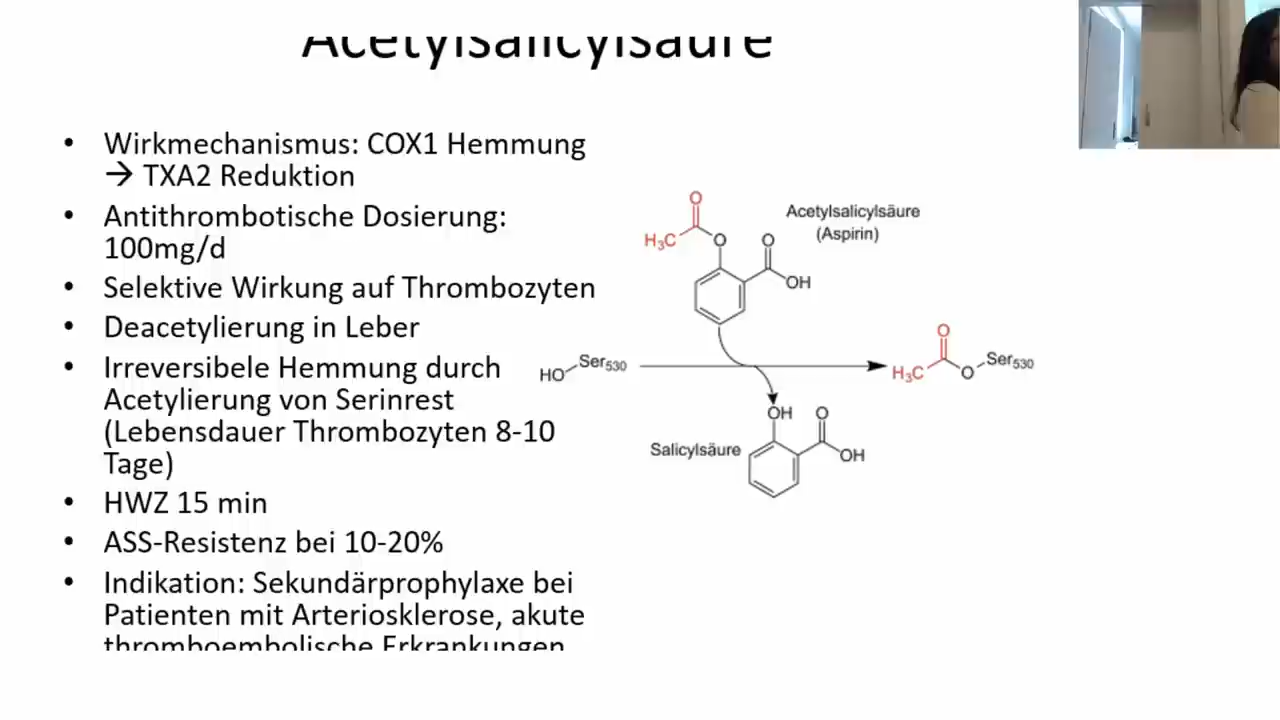 Acetylsalicylsäure
• Wirkmechanismus: COX1 Hemmung
→ TXA2 Reduktion
• Antithrombotische Dosierung:
100mg/d
• Selektive Wirkung auf Thrombozyten
• Deacetylierung in Leber
• Irreversibele Hemmung durch
Acetylierung von Serinrest
(Lebensdauer Thrombozyten 8-10
Tage)
• HWZ 15 min
• ASS-Resistenz bei 10-20%
• Indikation: Sekundärprophylaxe bei
Patienten mit Arteriosklerose, akute
thromboembolische Erkrankungen
O
H₃C
O
O
OH
Acetylsalicylsäure
(Aspirin)
HO
Ser₅₃₀
O
H₃C
O
Ser₅₃₀
OH
O
OH
Salicylsäure